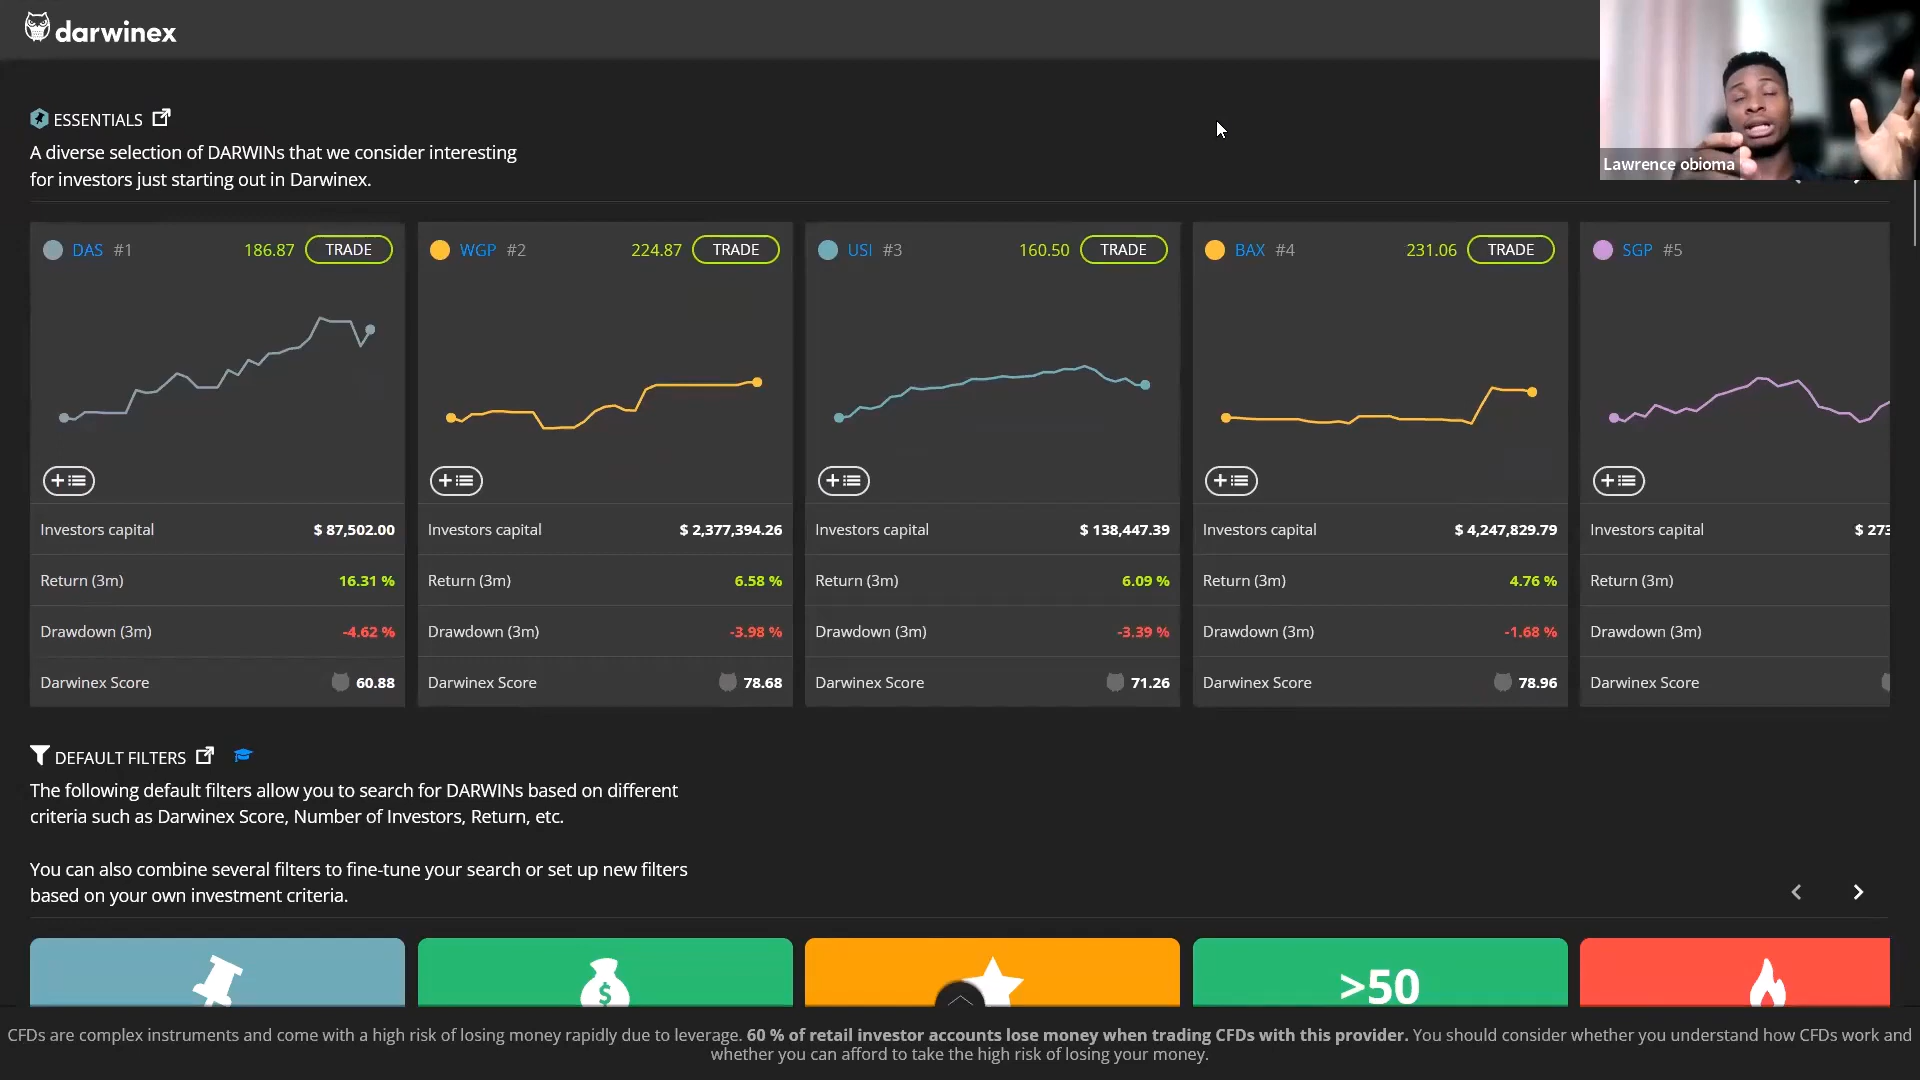 darwinex
Lawrence obioma
ESSENTIALS
A diverse selection of DARWINs that we consider interesting
for investors just starting out in Darwinex.
DAS #1 186.87 TRADE
WGP #2 224.87 TRADE
USI #3 160.50 TRADE
BAX #4 231.06 TRADE
SGP #5
Investors capital $ 87,502.00
Investors capital $ 2,377,394.26
Investors capital $ 138,447.39
Investors capital $ 4,247,829.79
Investors capital $ 273
Return (3m) 16.31 %
Return (3m) 6.58 %
Return (3m) 6.09 %
Return (3m) 4.76 %
Return (3m)
Drawdown (3m) -4.62 %
Drawdown (3m) -3.98 %
Drawdown (3m) -3.39 %
Drawdown (3m) -1.68 %
Drawdown (3m)
Darwinex Score 60.88
Darwinex Score 78.68
Darwinex Score 71.26
Darwinex Score 78.96
Darwinex Score
DEFAULT FILTERS
The following default filters allow you to search for DARWINs based on different
criteria such as Darwinex Score, Number of Investors, Return, etc.
You can also combine several filters to fine-tune your search or set up new filters
based on your own investment criteria.
$
>50
CFDs are complex instruments and come with a high risk of losing money rapidly due to leverage. 60 % of retail investor accounts lose money when trading CFDs with this provider. You should consider whether you understand how CFDs work and
whether you can afford to take the high risk of losing your money.